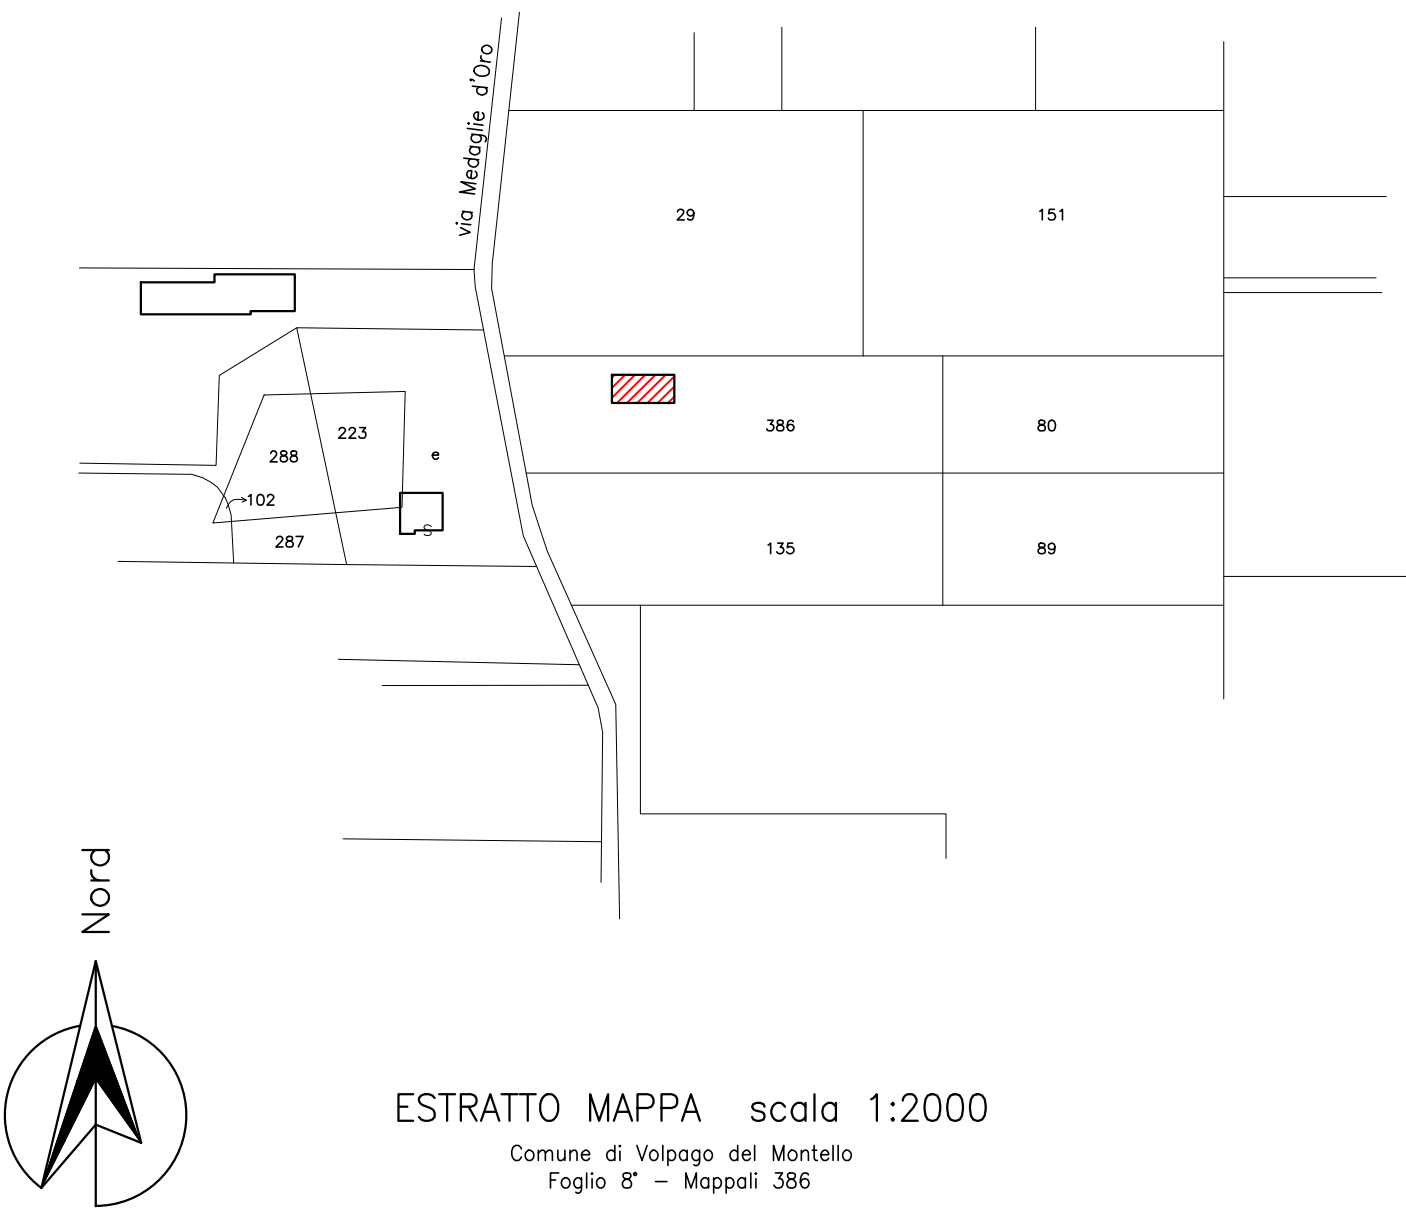 via Medaglie d'Oro
29
151
386
80
223
288
e
102
S
287
135
89
Nord
ESTRATTO MAPPA scala 1:2000
Comune di Volpago del Montello
Foglio 8° - Mappali 386